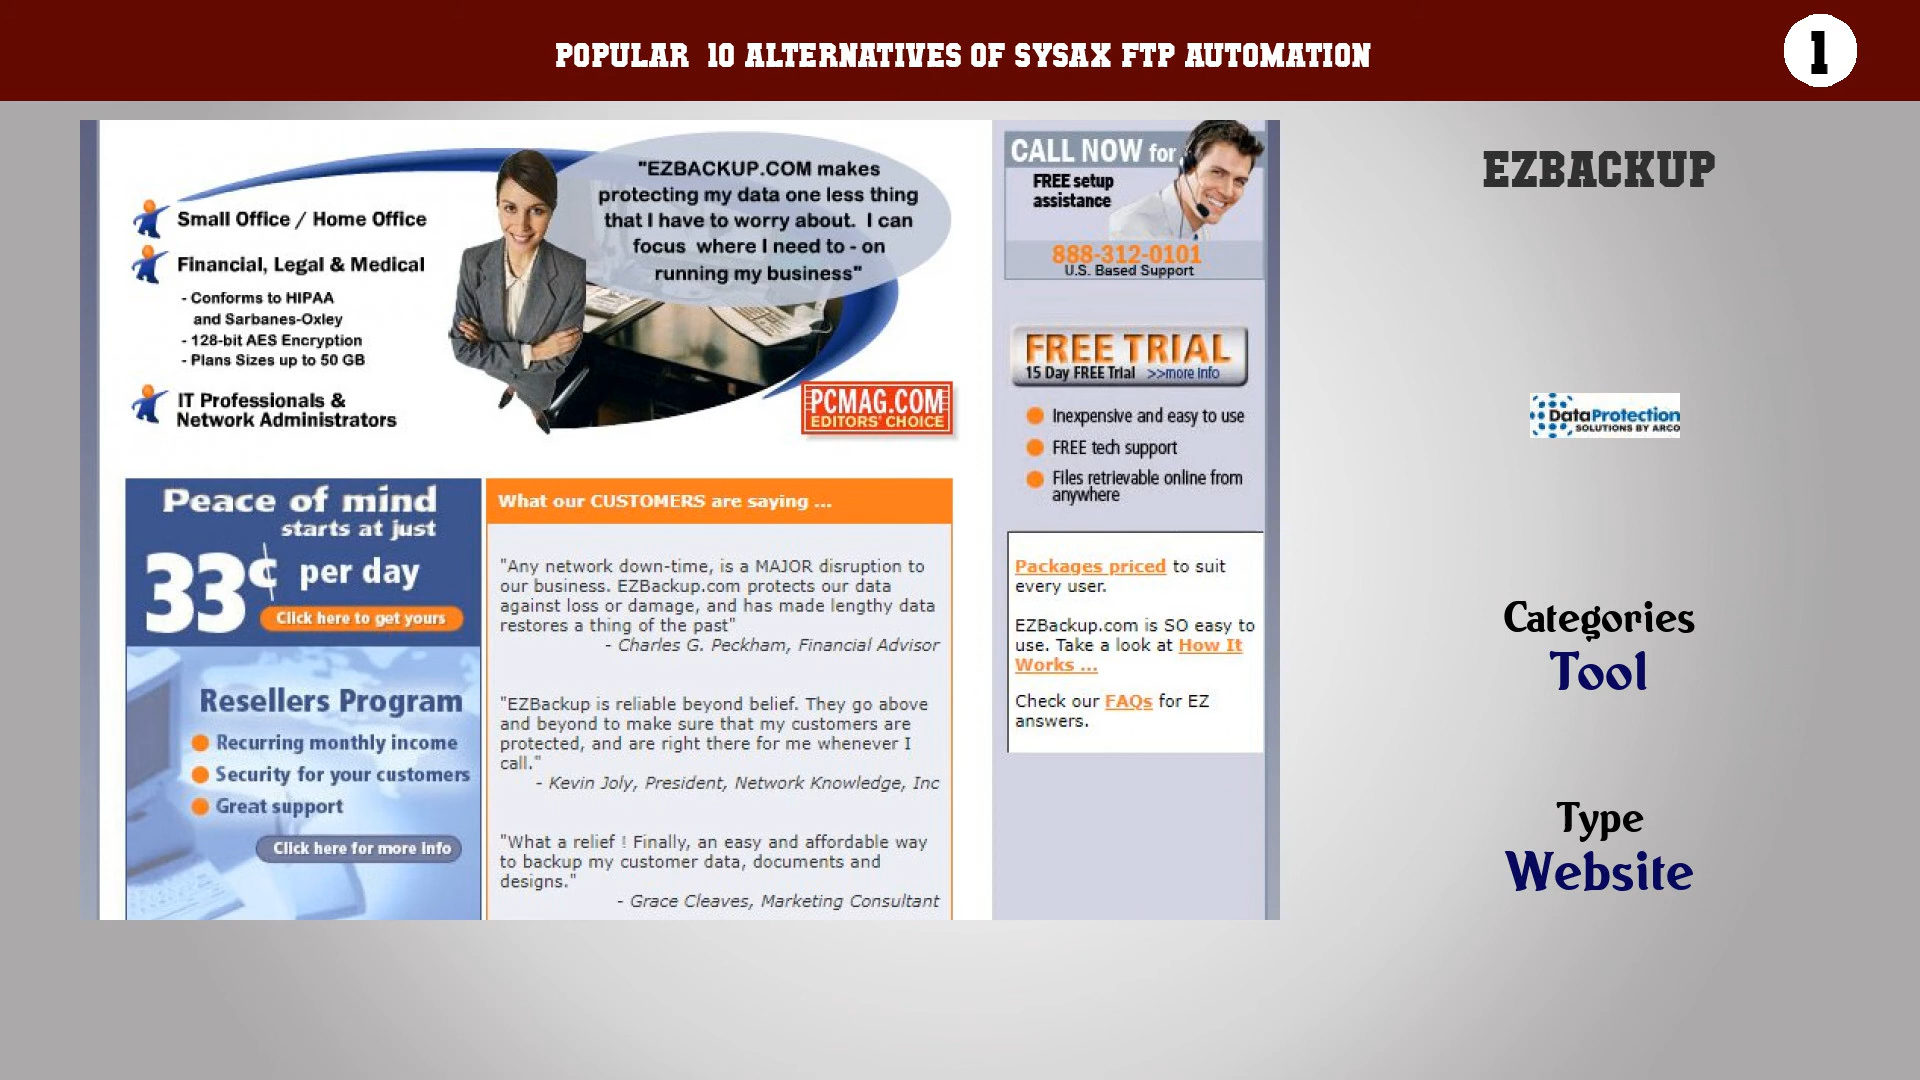 POPULAR 10 ALTERNATIVES OF SYSAX FTP AUTOMATION
1
"EZBACKUP.COM makes
protecting my data one less thing
that I have to worry about. I can
focus where I need to - on
running my business"
Small Office / Home Office
Financial, Legal & Medical
- Conforms to HIPAA
and Sarbanes-Oxley
- 128-bit AES Encryption
- Plans Sizes up to 50 GB
IT Professionals &
Network Administrators
PCMAG.COM
EDITORS' CHOICE
Peace of mind
starts at just
33¢ per day
Click here to get yours
Resellers Program
Recurring monthly income
Security for your customers
Great support
Click here for more info
What our CUSTOMERS are saying ...
"Any network down-time, is a MAJOR disruption to
our business. EZBackup.com protects our data
against loss or damage, and has made lengthy data
restores a thing of the past"
- Charles G. Peckham, Financial Advisor
"EZBackup is reliable beyond belief. They go above
and beyond to make sure that my customers are
protected, and are right there for me whenever I
call."
- Kevin Joly, President, Network Knowledge, Inc
"What a relief ! Finally, an easy and affordable way
to backup my customer data, documents and
designs."
- Grace Cleaves, Marketing Consultant
CALL NOW for
FREE setup
assistance
888-312-0101
U.S. Based Support
FREE TRIAL
15 Day FREE Trial >>more info
Inexpensive and easy to use
FREE tech support
Files retrievable online from
anywhere
Packages priced to suit
every user.
EZBackup.com is SO easy to
use. Take a look at How It
Works ...
Check our FAQs for EZ
answers.
EZBACKUP
DataProtection
SOLUTIONS BY ARCO
Categories
Tool
Type
Website